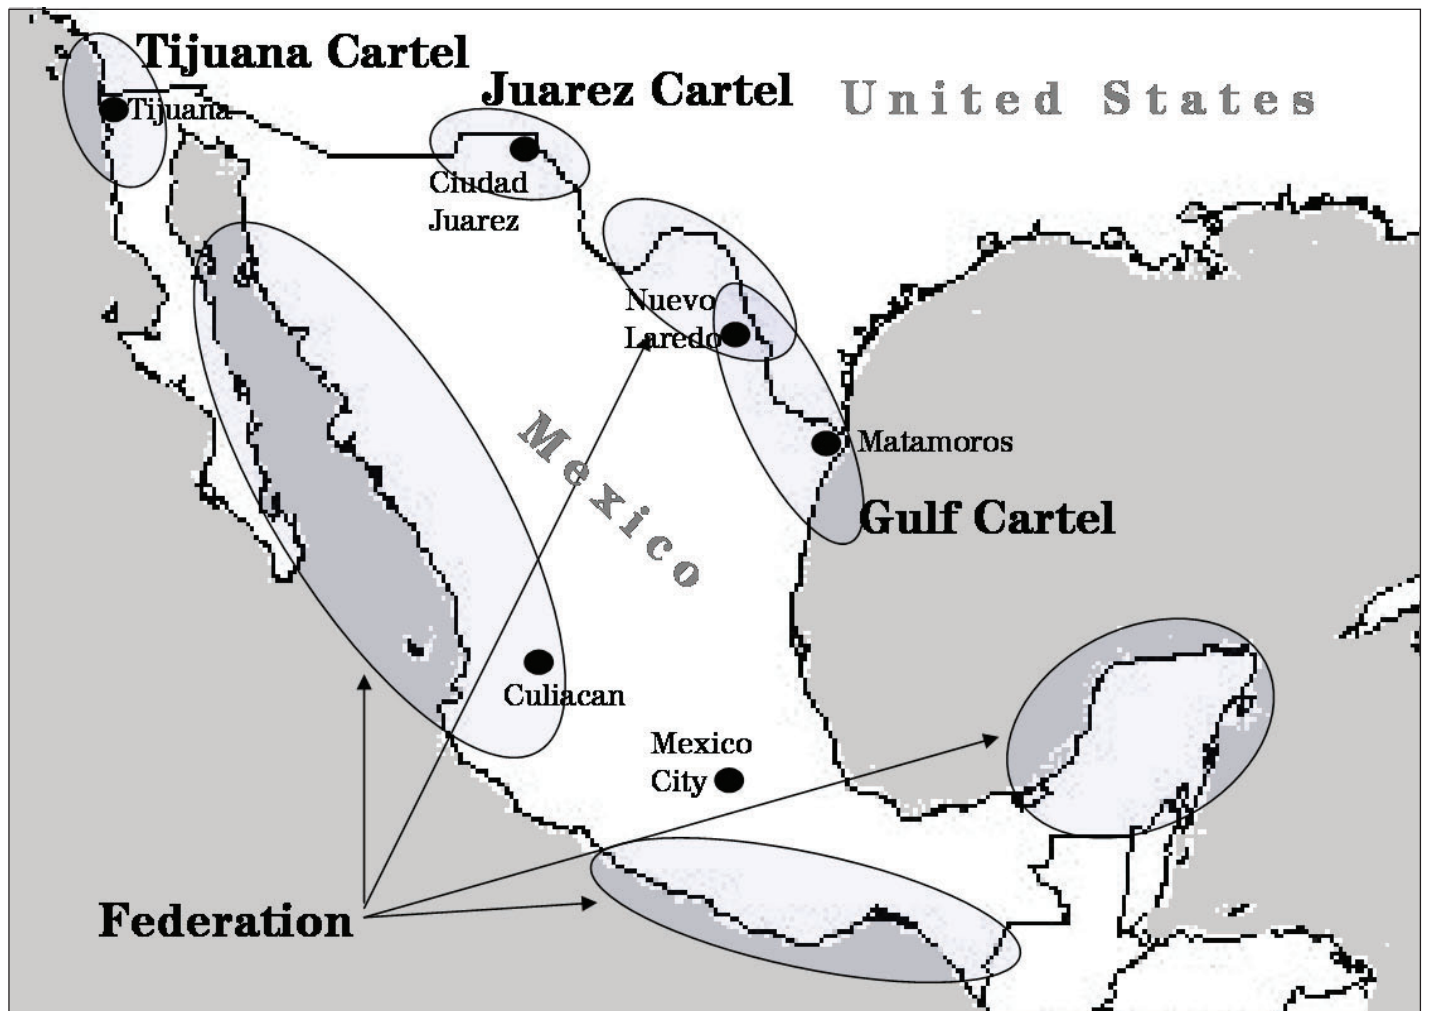 Tijuana Cartel
Juarez Cartel
United States
Tijuana
Ciudad
Juarez
Nuevo
Laredo
Mexico
Matamoros
Gulf Cartel
Culiacan
Mexico
City
Federation